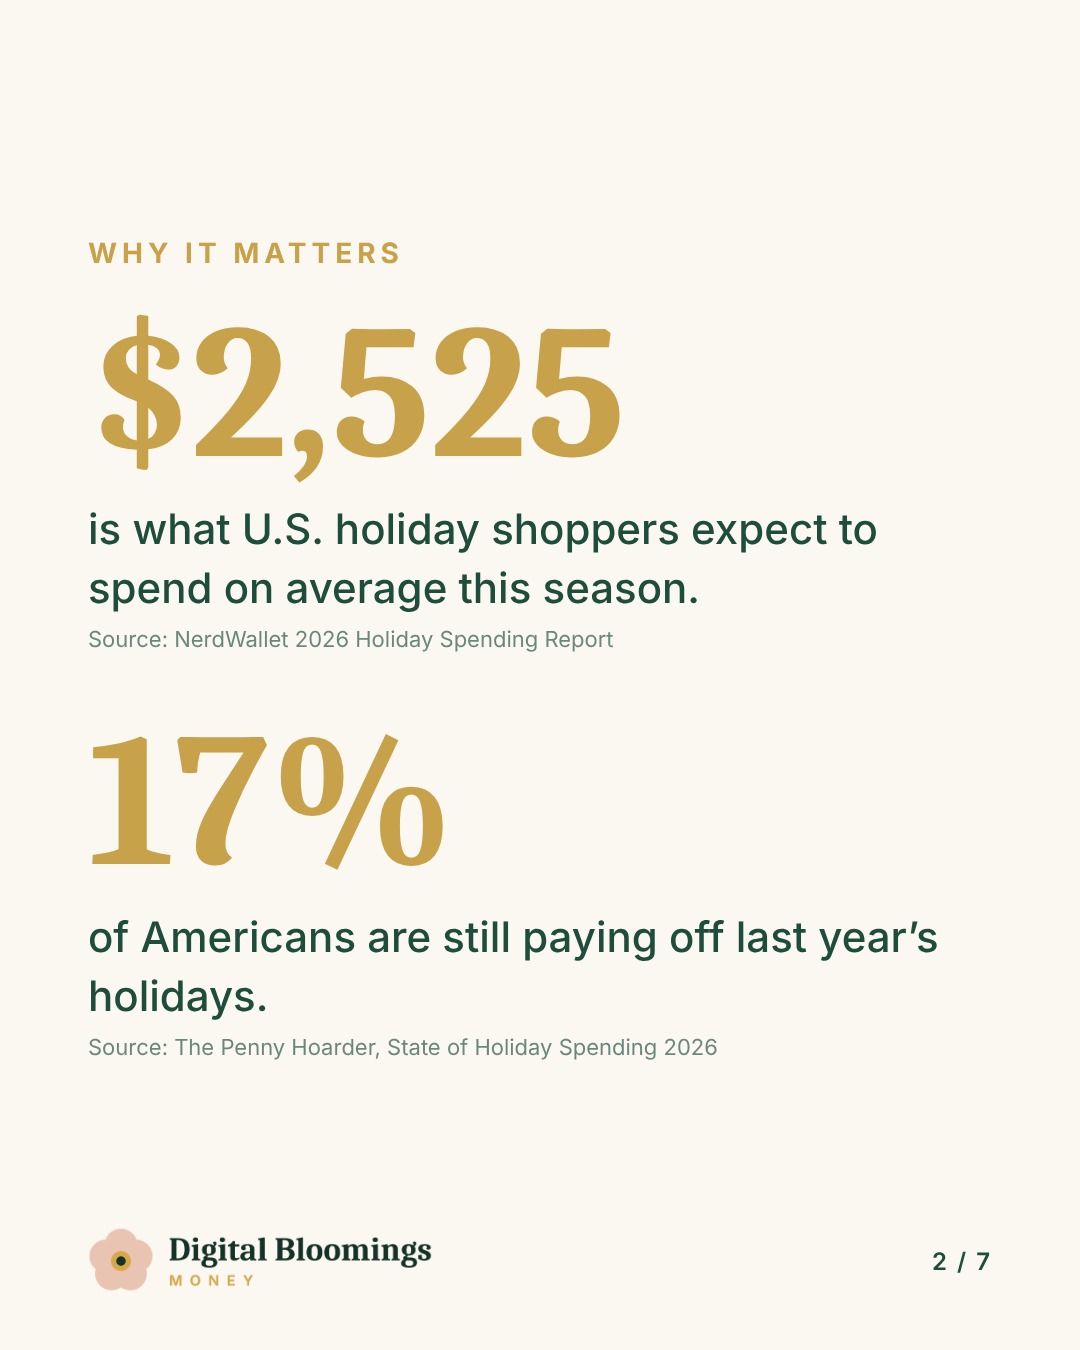 WHY IT MATTERS
$2,525
is what U.S. holiday shoppers expect to
spend on average this season.
Source: NerdWallet 2026 Holiday Spending Report
17%
of Americans are still paying off last year’s
holidays.
Source: The Penny Hoarder, State of Holiday Spending 2026
Digital Bloomings
MONEY
2 / 7